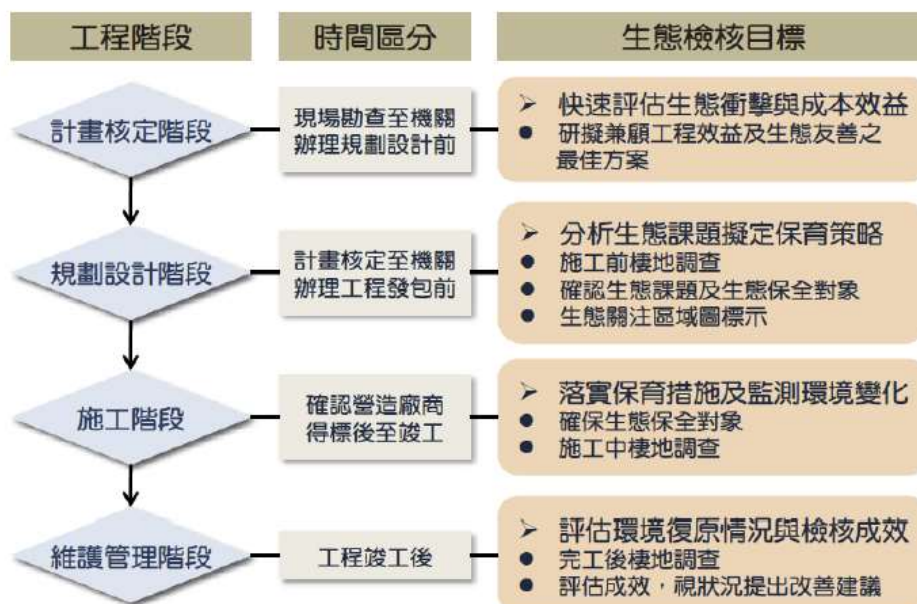 工程階段
時間區分
生態檢核目標
計畫核定階段
現場勘查至機關
辦理規劃設計前
➤ 快速評估生態衝擊與成本效益
● 研擬兼顧工程效益及生態友善之
最佳方案
規劃設計階段
計畫核定至機關
辦理工程發包前
➤ 分析生態課題擬定保育策略
● 施工前棲地調查
● 確認生態課題及生態保全對象
● 生態關注區域圖標示
施工階段
確認營造廠商
得標後至竣工
➤ 落實保育措施及監測環境變化
● 確保生態保全對象
● 施工中棲地調查
維護管理階段
工程竣工後
➤ 評估環境復原情況與檢核成效
● 完工後棲地調查
● 評估成效，視狀況提出改善建議